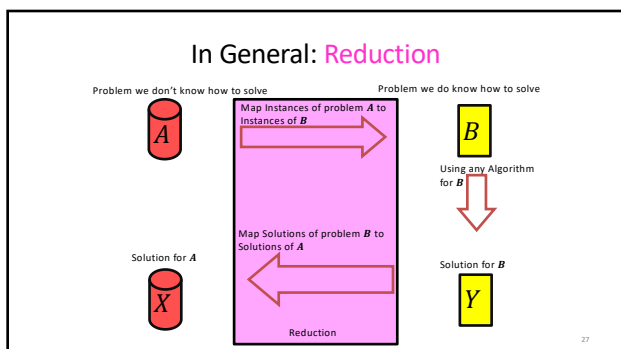 In General: Reduction
Problem we don't know how to solve
Problem we do know how to solve
A
Map Instances of problem A to
Instances of B
B
Using any Algorithm
for B
Map Solutions of problem B to
Solutions of A
Solution for A
Solution for B
X
Y
Reduction
27